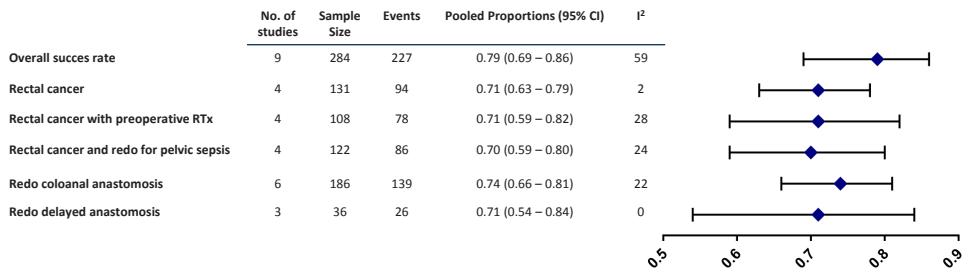 No. of studies Sample Size Events Pooled Proportions (95% CI) I²
Overall succes rate 9 284 227 0.79 (0.69 – 0.86) 59
Rectal cancer 4 131 94 0.71 (0.63 – 0.79) 2
Rectal cancer with preoperative RTx 4 108 78 0.71 (0.59 – 0.82) 28
Rectal cancer and redo for pelvic sepsis 4 122 86 0.70 (0.59 – 0.80) 24
Redo coloanal anastomosis 6 186 139 0.74 (0.66 – 0.81) 22
Redo delayed anastomosis 3 36 26 0.71 (0.54 – 0.84) 0
0.5 0.6 0.7 0.8 0.9